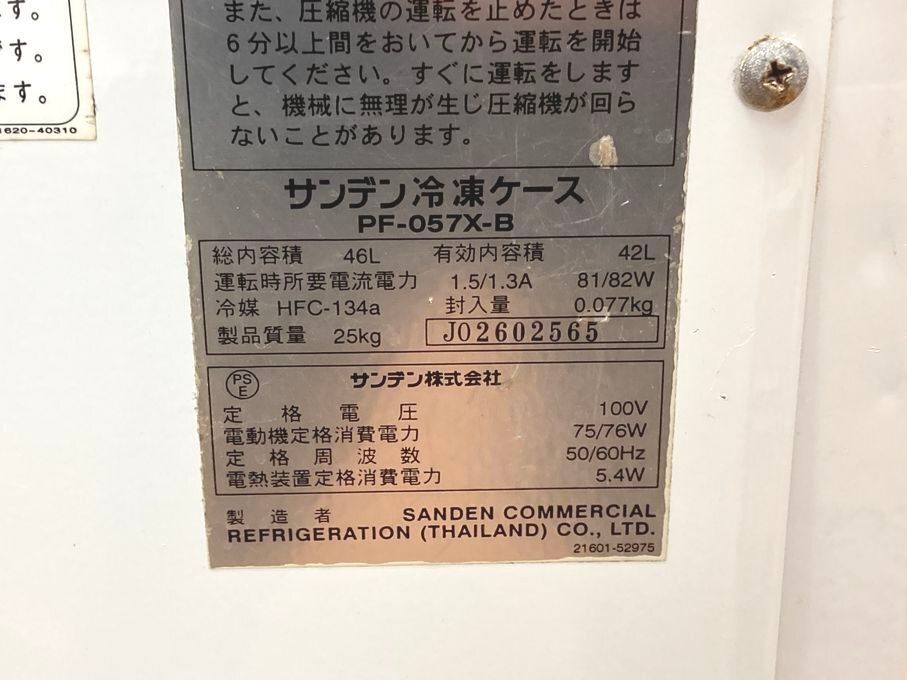 す。
です。
ます。
1620-40310
また、圧縮機の運転を止めたときは
6分以上間をおいてから運転を開始
してください。すぐに運転をします
と、機械に無理が生じ圧縮機が回ら
ないことがあります。
サンデン冷凍ケース
PF-057X-B
総内容積 46L 有効内容積 42L
運転時所要電流電力 1.5/1.3A 81/82W
冷媒 HFC-134a 封入量 0.077kg
製品質量 25kg J02602565
PSE サンデン株式会社
定格電圧 100V
電動機定格消費電力 75/76W
定格周波数 50/60Hz
電熱装置定格消費電力 5.4W
製造者 SANDEN COMMERCIAL
REFRIGERATION (THAILAND) CO., LTD.
21601-52975